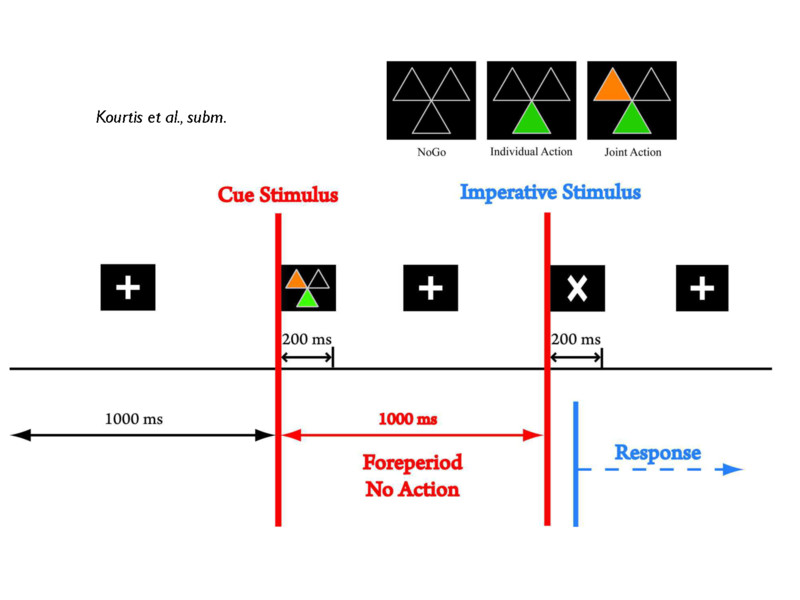 Kourtis et al., subm.
NoGo
Individual Action
Joint Action
Cue Stimulus
Imperative Stimulus
200 ms
200 ms
1000 ms
1000 ms
Foreperiod
No Action
Response